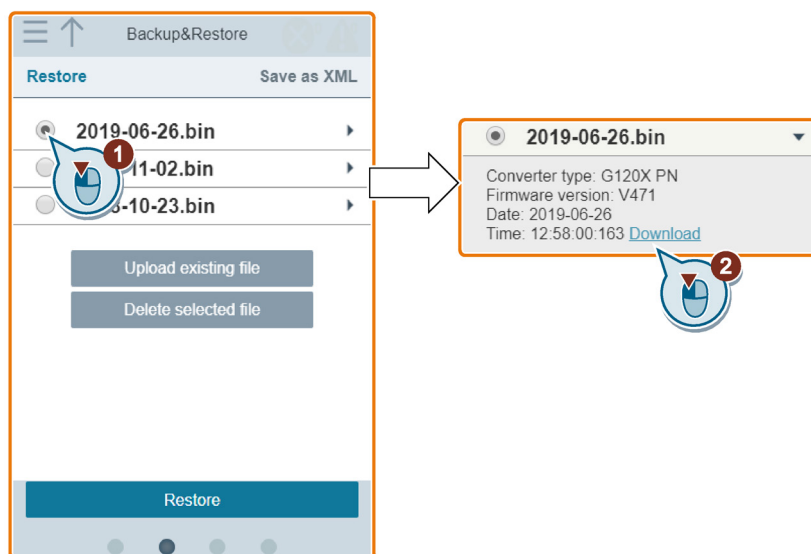 Backup&Restore
Restore
Save as XML
2019-06-26.bin
1
11-02.bin
-10-23.bin
Upload existing file
Delete selected file
Restore
2019-06-26.bin
Converter type: G120X PN
Firmware version: V471
Date: 2019-06-26
Time: 12:58:00:163 Download
2